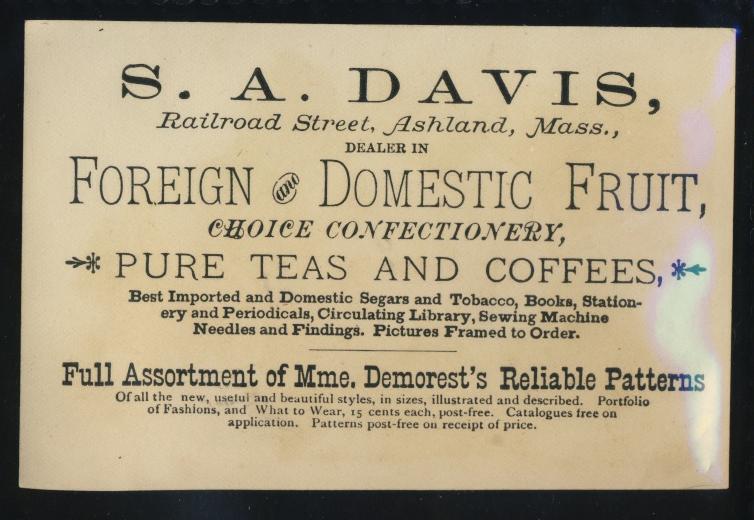 S. A. DAVIS,
Railroad Street, Ashland, Mass.,
DEALER IN
FOREIGN and DOMESTIC FRUIT,
CHOICE CONFECTIONERY,
PURE TEAS AND COFFEES,
Best Imported and Domestic Segars and Tobacco, Books, Station-
ery and Periodicals, Circulating Library, Sewing Machine
Needles and Findings. Pictures Framed to Order.
Full Assortment of Mme. Demorest's Reliable Patterns
Of all the new, useful and beautiful styles, in sizes, illustrated and described. Portfolio
of Fashions, and What to Wear, 15 cents each, post-free. Catalogues free on
application. Patterns post-free on receipt of price.